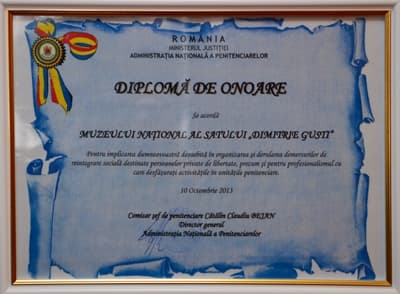 ROMÂNIA
MINISTERUL JUSTIȚIEI
ADMINISTRAȚIA NAȚIONALĂ A PENITENCIARELOR
DIPLOMĂ DE ONOARE
Se acordă
MUZEULUI NAȚIONAL AL SATULUI „DIMITRIE GUSTI”
Pentru implicarea dumneavoastră deosebită în organizarea și derularea demersurilor de
reintegrare socială destinate persoanelor private de libertate, precum și pentru profesionalismul cu
care desfășurați activitățile în unitățile penitenciare.
10 Octombrie 2013
Comisar șef de penitenciare Cătălin Claudiu BEJAN
Director general
Administrația Națională a Penitenciarelor